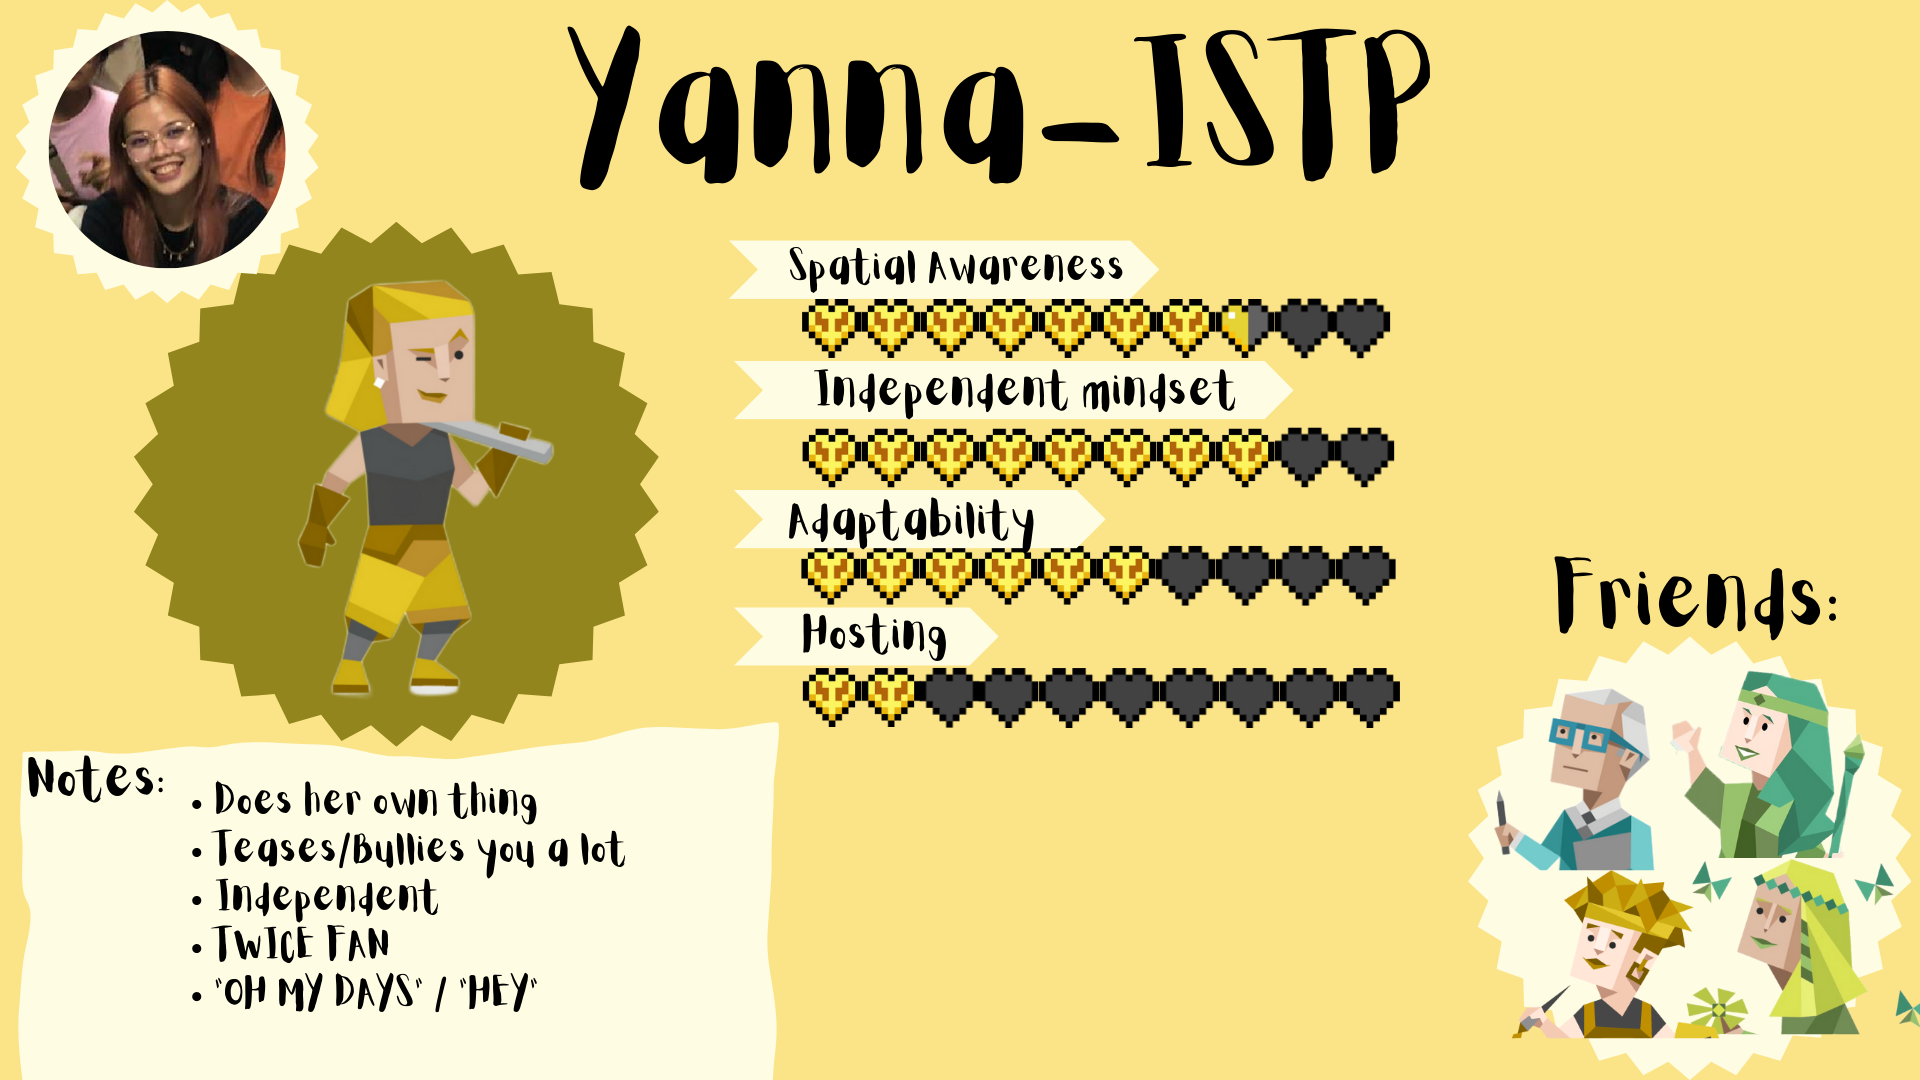 Yanna-ISTP
Spatial Awareness
Independent mindset
Adaptability
Hosting
Friends:
Notes:
• Does her own thing
• Teases/Bullies you a lot
• Independent
• TWICE FAN
• "OH MY DAYS" / "HEY"